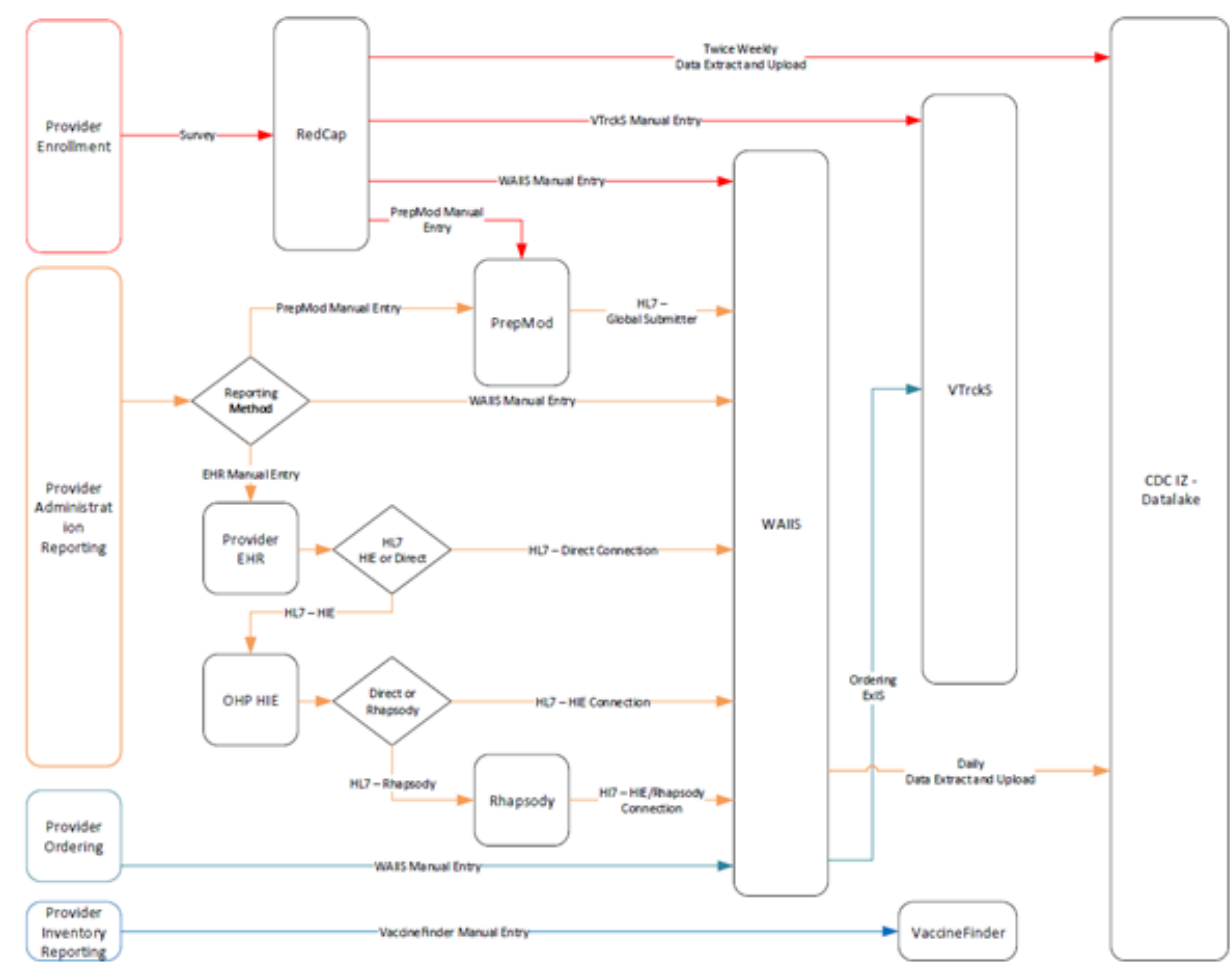 Twice Weekly
Data Extract and Upload
Provider
Enrollment
Survey
RedCap
VTrckS Manual Entry
WAIIS Manual Entry
PrepMod Manual
Entry
PrepMod Manual Entry
PrepMod
HL7 –
Global Submitter
Reporting
Method
WAIIS Manual Entry
VTrckS
EHR Manual Entry
Provider
Administrat
ion
Reporting
CDC IZ -
Datalake
WAIIS
Provider
EHR
HL7
HIE or Direct
HL7 – Direct Connection
HL7 – HIE
OHP HIE
Direct or
Rhapsody
HL7 – HIE Connection
Ordering
ExIS
HL7 – Rhapsody
Rhapsody
Hl7 – HIE/Rhapsody
Connection
Daily
Data Extract and Upload
Provider
Ordering
WAIIS Manual Entry
Provider
Inventory
Reporting
VaccineFinder Manual Entry
VaccineFinder